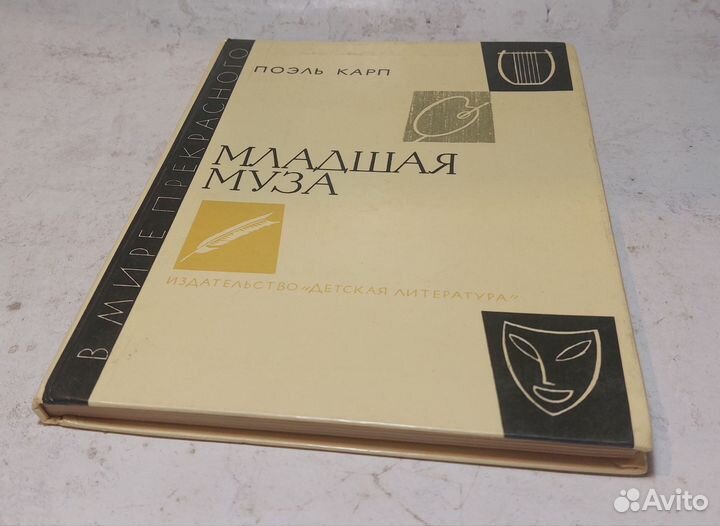 В МИРЕ ПРЕКРАСНОГО
ПОЭЛЬ КАРП
МЛАДШАЯ
МУЗА
ИЗДАТЕЛЬСТВО «ДЕТСКАЯ ЛИТЕРАТУРА»
Avito